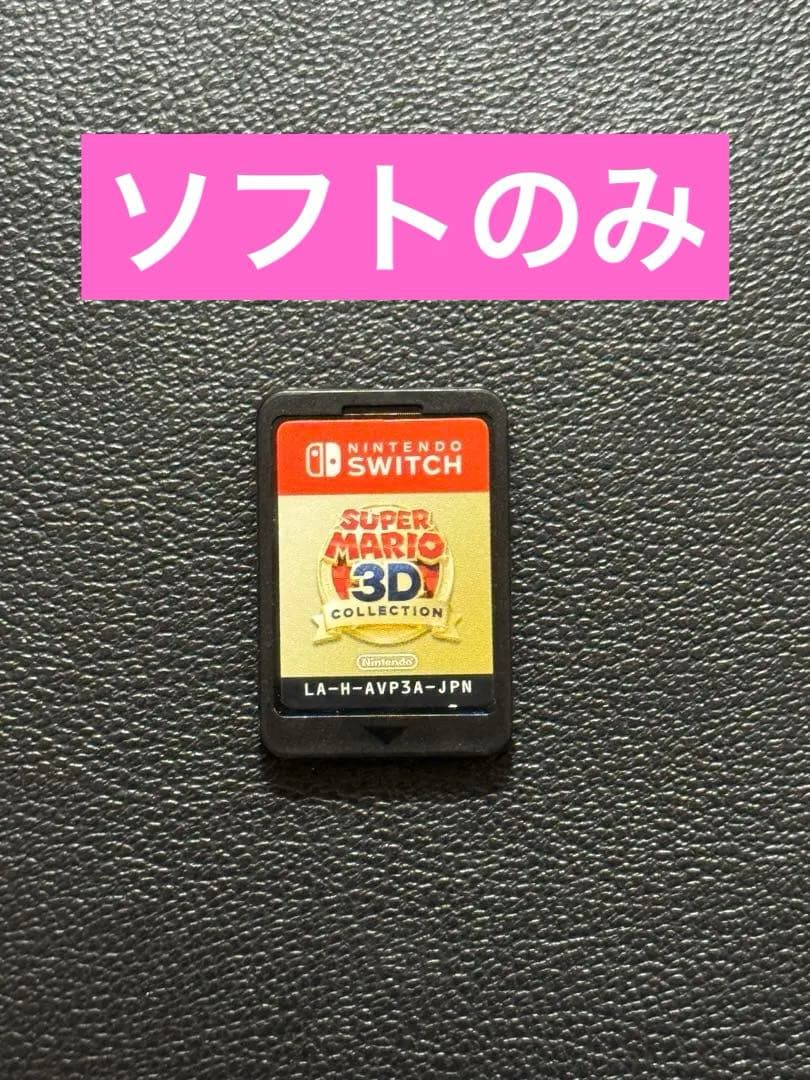 ソフトのみ
NINTENDO
SWITCH
SUPER
MARIO
3D
COLLECTION
Nintendo
LA-H-AVP3A-JPN